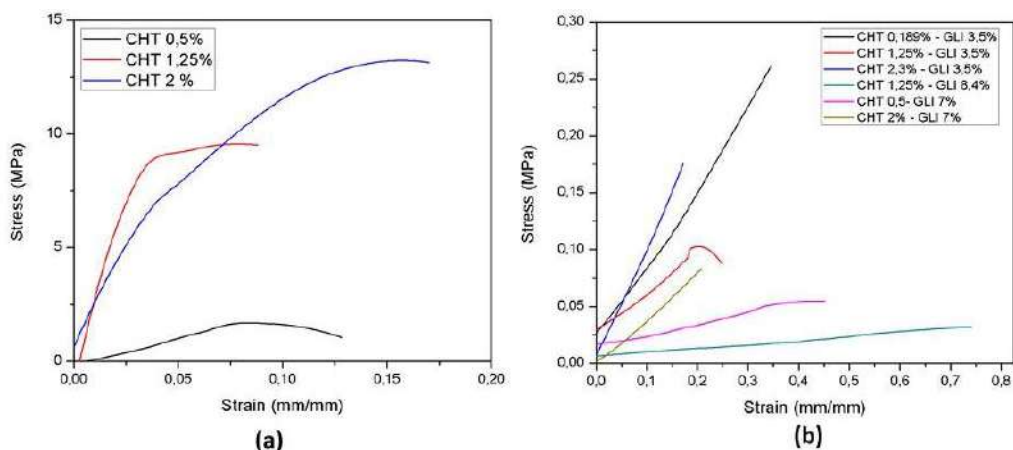 CHT 0,5%
CHT 1,25%
CHT 2 %
15
10
5
0
0,00
0,05
0,10
0,15
0,20
Stress (MPa)
Strain (mm/mm)
(a)
CHT 0,189% - GLI 3,5%
CHT 1,25% - GLI 3,5%
CHT 2,3% - GLI 3,5%
CHT 1,25% - GLI 8,4%
CHT 0,5- GLI 7%
CHT 2% - GLI 7%
0,30
0,25
0,20
0,15
0,10
0,05
0,00
0,0
0,1
0,2
0,3
0,4
0,5
0,6
0,7
0,8
Stress (MPa)
Strain (mm/mm)
(b)